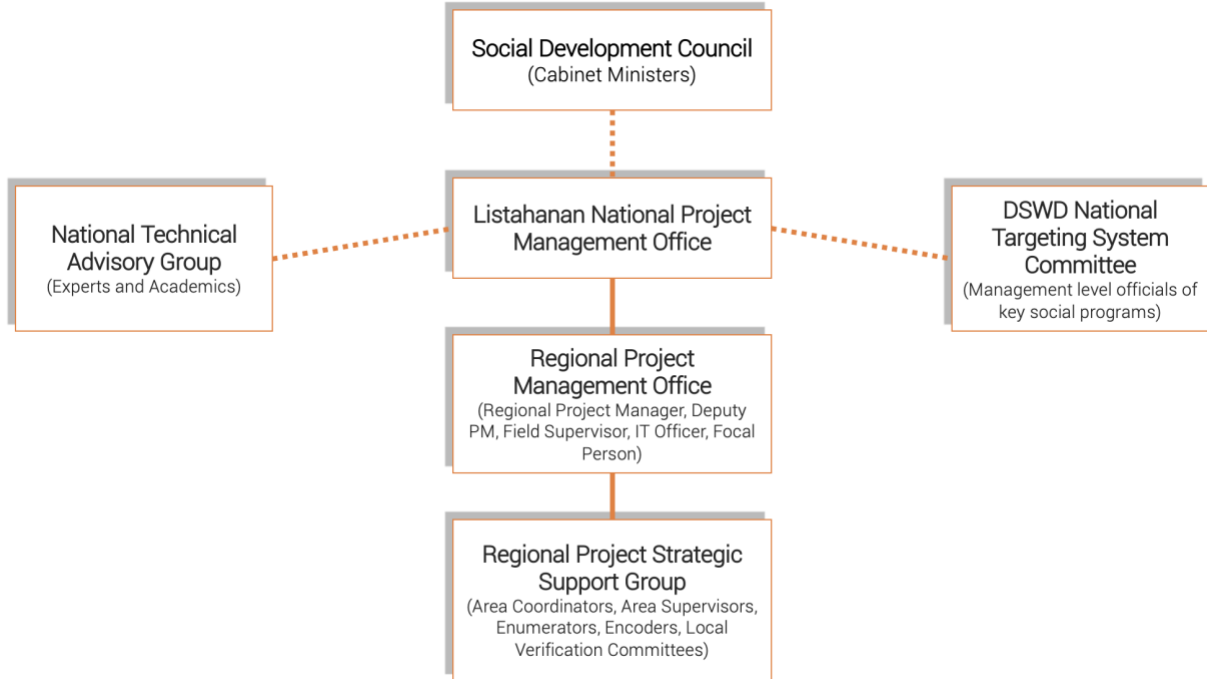 Social Development Council
(Cabinet Ministers)
National Technical
Advisory Group
(Experts and Academics)
Listahanan National Project
Management Office
DSWD National
Targeting System
Committee
(Management level officials of
key social programs)
Regional Project
Management Office
(Regional Project Manager, Deputy
PM, Field Supervisor, IT Officer, Focal
Person)
Regional Project Strategic
Support Group
(Area Coordinators, Area Supervisors,
Enumerators, Encoders, Local
Verification Committees)